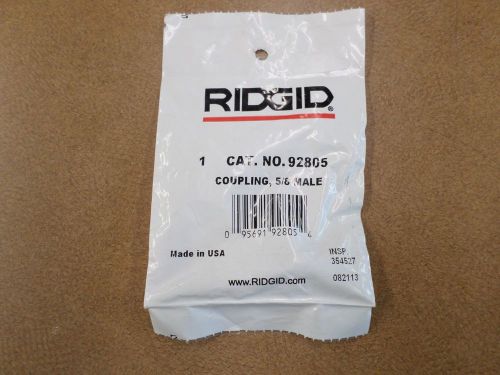 RIDGID®
1 CAT. NO. 92805
COUPLING, 5/8 MALE
0 95691 92805 4
Made in USA
INSP
354527
www.RIDGID.com
082113